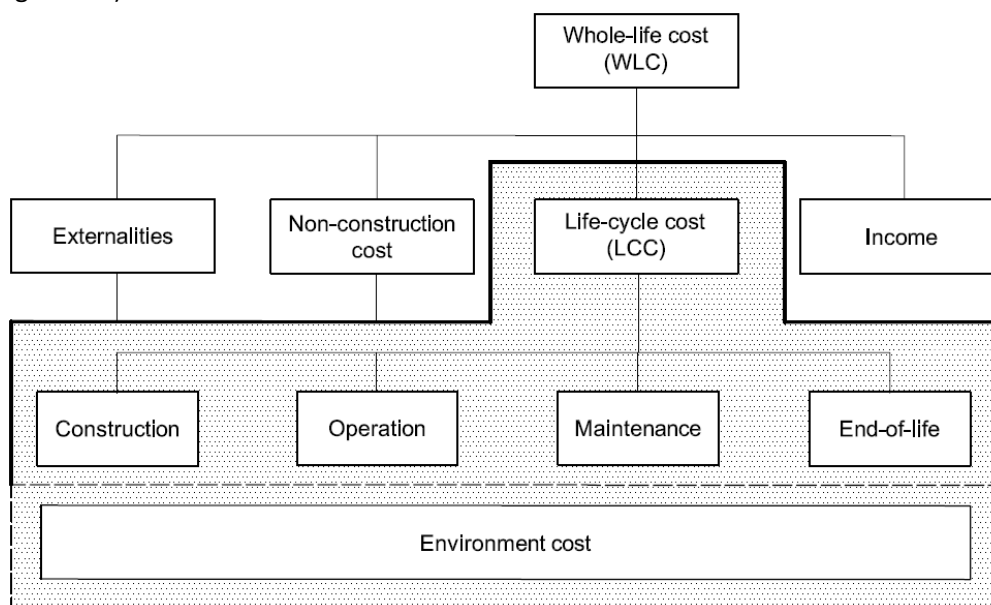 Whole-life cost
(WLC)
Externalities
Non-construction
cost
Life-cycle cost
(LCC)
Income
Construction
Operation
Maintenance
End-of-life
Environment cost